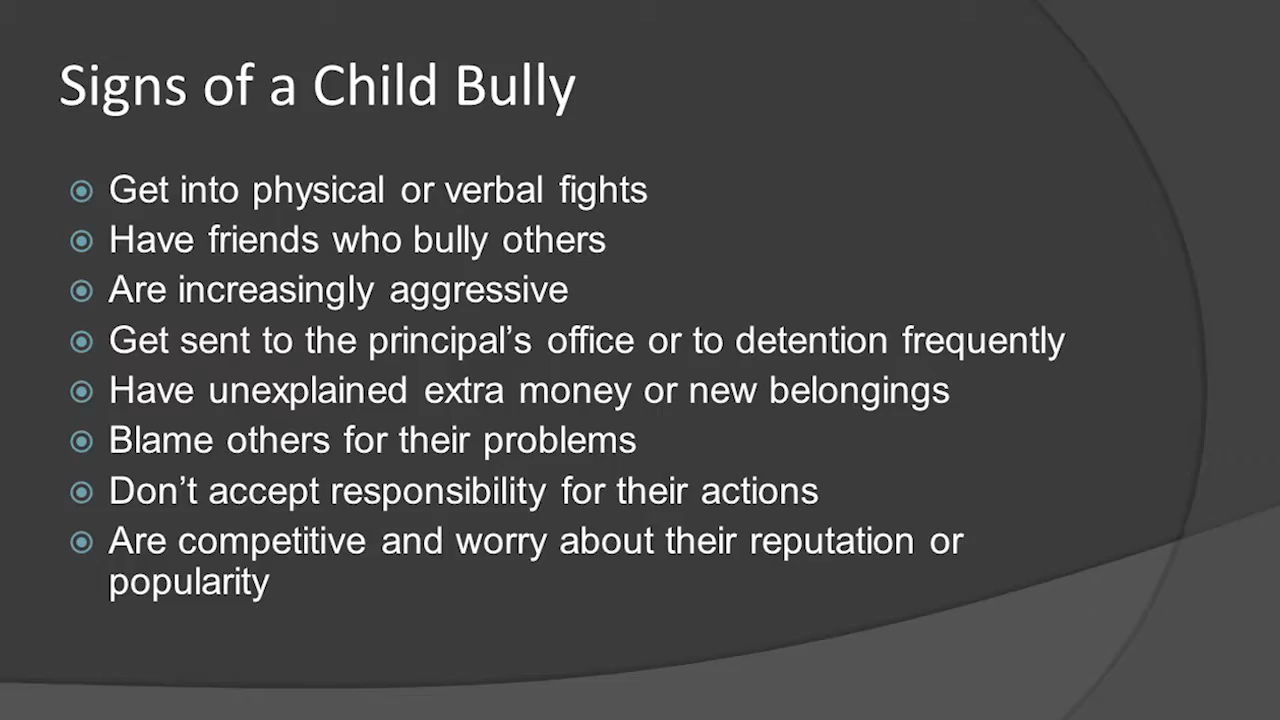 Signs of a Child Bully
Get into physical or verbal fights
Have friends who bully others
Are increasingly aggressive
Get sent to the principal’s office or to detention frequently
Have unexplained extra money or new belongings
Blame others for their problems
Don’t accept responsibility for their actions
Are competitive and worry about their reputation or
popularity